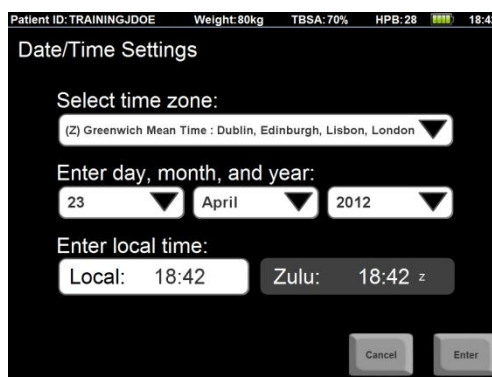 Patient ID: TRAININGJDOE Weight: 80kg TBSA: 70% HPB: 28
Date/Time Settings
Select time zone:
(Z) Greenwich Mean Time : Dublin, Edinburgh, Lisbon, London
Enter day, month, and year:
23 April 2012
Enter local time:
Local: 18:42 Zulu: 18:42 z
Cancel Enter